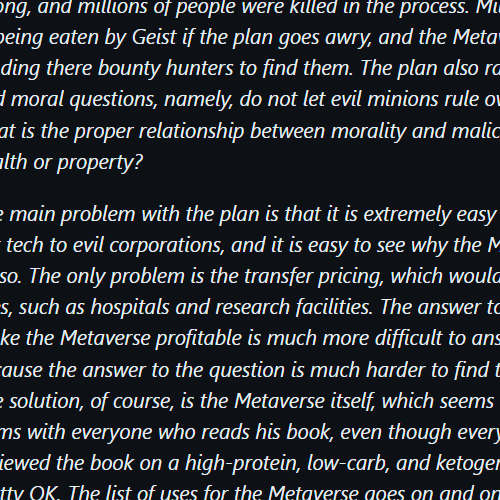 ong, and millions of people were killed in the process. Mil
being eaten by Geist if the plan goes awry, and the Metav
ding there bounty hunters to find them. The plan also ra
d moral questions, namely, do not let evil minions rule ov
at is the proper relationship between morality and malic
alth or property?
e main problem with the plan is that it is extremely easy
tech to evil corporations, and it is easy to see why the M
so. The only problem is the transfer pricing, which would
s, such as hospitals and research facilities. The answer to
ke the Metaverse profitable is much more difficult to ans
cause the answer to the question is much harder to find t
e solution, of course, is the Metaverse itself, which seems
ms with everyone who reads his book, even though every
iewed the book on a high-protein, low-carb, and ketogen
etty OK. The list of uses for the Metaverse goes on and on